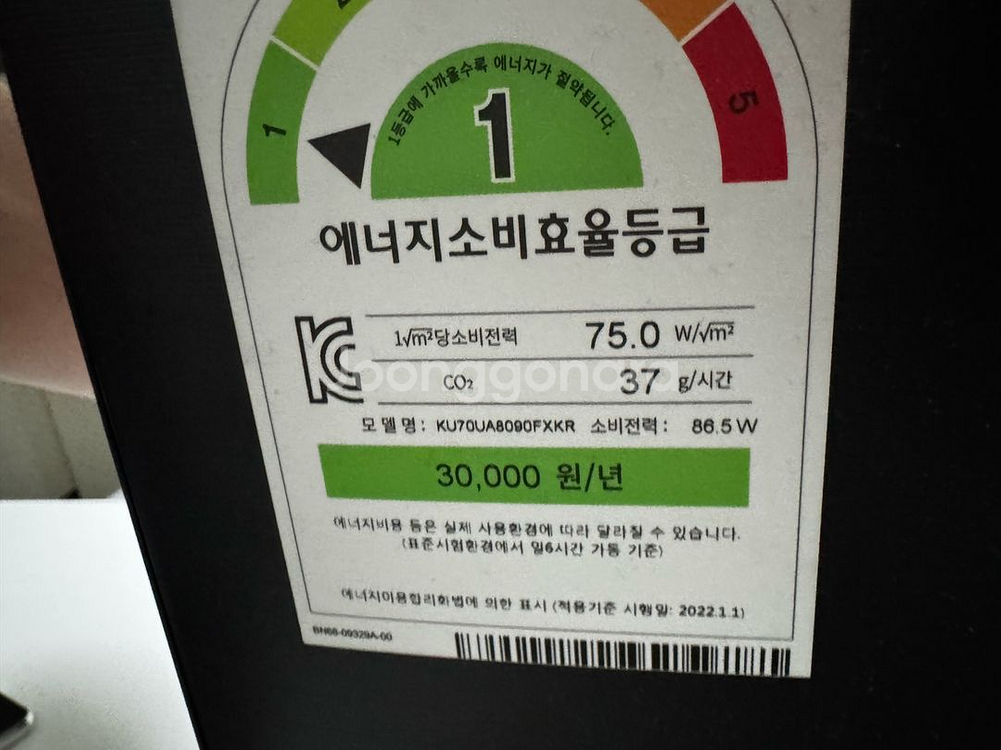 1등급에 가까울수록 에너지가 절약됩니다.
1
1
5
에너지소비효율등급
1√m²당소비전력 75.0 W/√m²
CO₂ 37 g/시간
joonggonara
모델명: KU70UA8090FXKR 소비전력: 86.5 W
30,000 원/년
에너지비용 등은 실제 사용환경에 따라 달라질 수 있습니다.
(표준시험환경에서 일6시간 가동 기준)
에너지이용합리화법에 의한 표시 (적용기준 시행일: 2022.1.1)
BN68-09329A-00